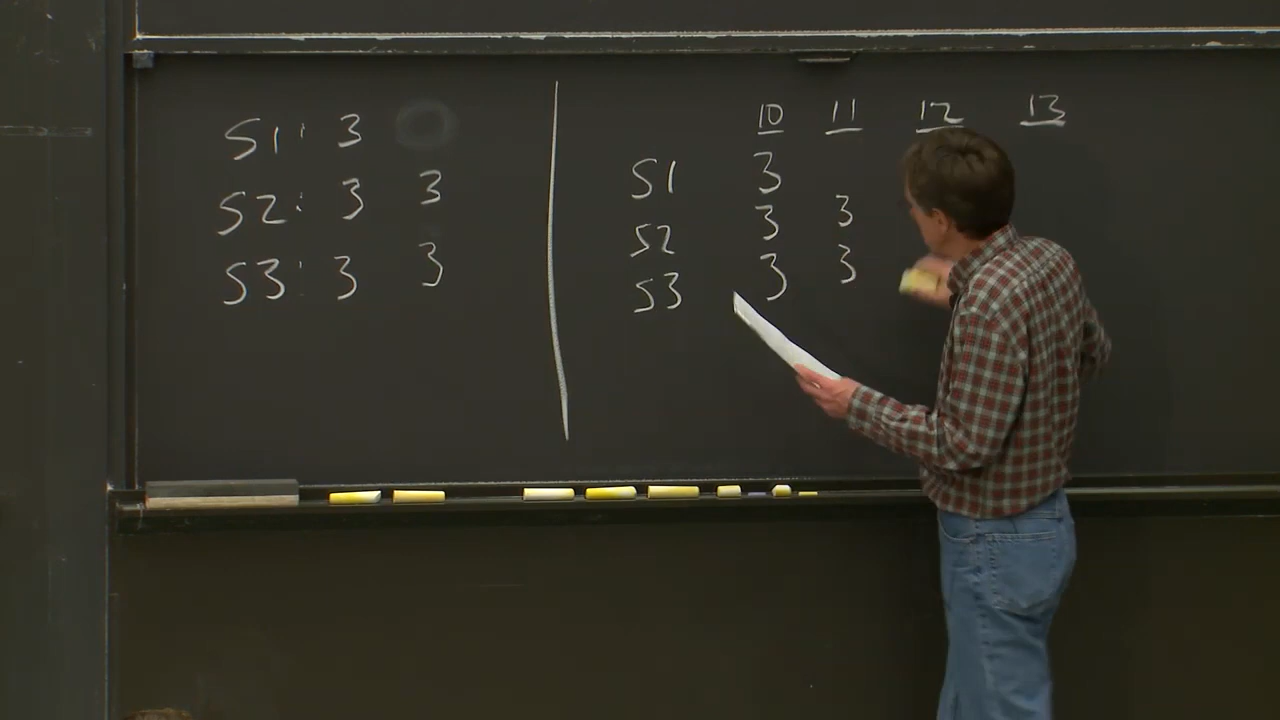 S1: 3
S2: 3 3
S3: 3 3
10 11 12 13
S1 3
S2 3 3
S3 3 3